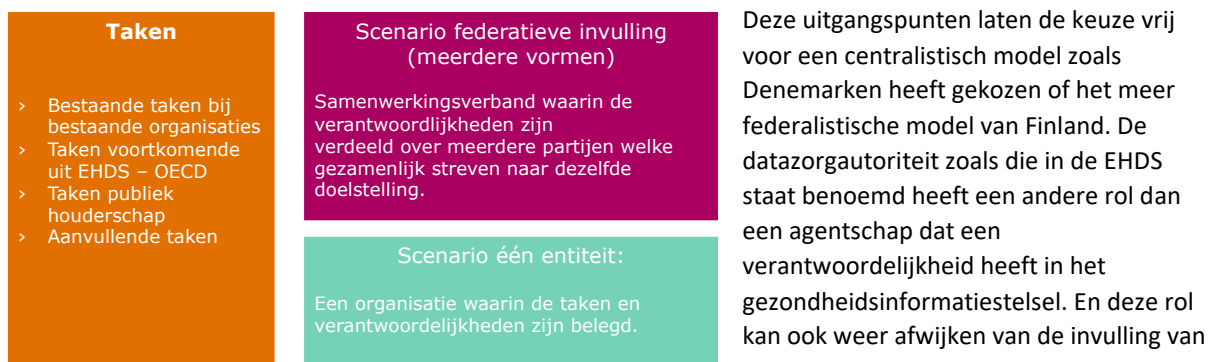 Taken
› Bestaande taken bij
bestaande organisaties
› Taken voortkomende
uit EHDS – OECD
› Taken publiek
houderschap
› Aanvullende taken
Scenario federatieve invulling
(meerdere vormen)
Samenwerkingsverband waarin de
verantwoordlijkheden zijn
verdeeld over meerdere partijen welke
gezamenlijk streven naar dezelfde
doelstelling.
Scenario één entiteit:
Een organisatie waarin de taken en
verantwoordelijkheden zijn belegd.
Deze uitgangspunten laten de keuze vrij
voor een centralistisch model zoals
Denemarken heeft gekozen of het meer
federalistische model van Finland. De
datazorgautoriteit zoals die in de EHDS
staat benoemd heeft een andere rol dan
een agentschap dat een
verantwoordelijkheid heeft in het
gezondheidsinformatiestelsel. En deze rol
kan ook weer afwijken van de invulling van